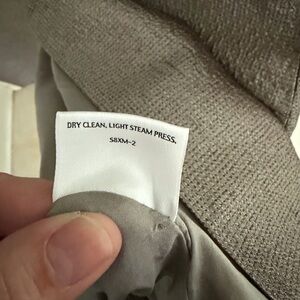 DRY CLEAN, LIGHT STEAM PRESS.
S8XM-2